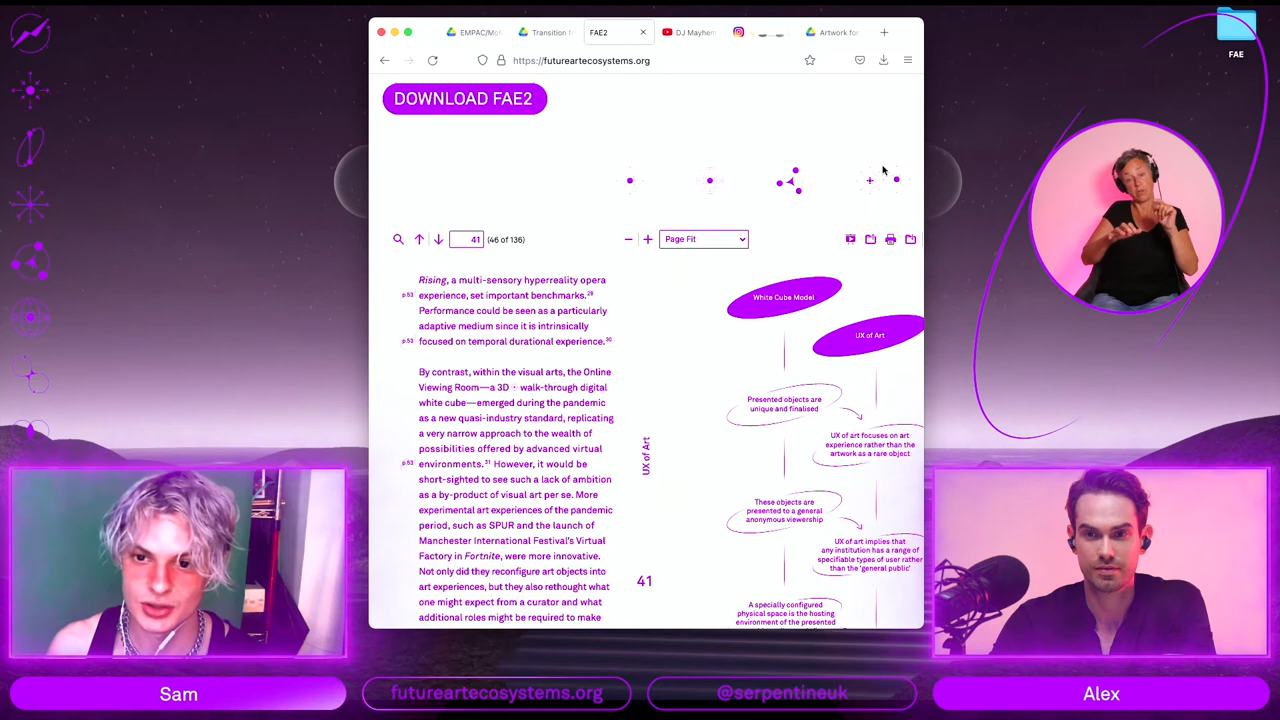 EMPAC/Mo
Transition
FAE2
DJ Mayhem
Artwork for
https://futureartecosystems.org
FAE
DOWNLOAD FAE2
41 (46 of 136)
Page Fit
Rising, a multi-sensory hyperreality opera
p.53 experience, set important benchmarks.29
Performance could be seen as a particularly
adaptive medium since it is intrinsically
p.53 focused on temporal durational experience.30
By contrast, within the visual arts, the Online
Viewing Room—a 3D walk-through digital
white cube—emerged during the pandemic
as a new quasi-industry standard, replicating
a very narrow approach to the wealth of
possibilities offered by advanced virtual
p.53 environments.31 However, it would be
short-sighted to see such a lack of ambition
as a by-product of visual art per se. More
experimental art experiences of the pandemic
period, such as SPUR and the launch of
Manchester International Festival's Virtual
Factory in Fortnite, were more innovative.
Not only did they reconfigure art objects into
art experiences, but they also rethought what
one might expect from a curator and what
additional roles might be required to make
UX of Art
41
White Cube Model
UX of Art
Presented objects are
unique and finalised
UX of art focuses on art
experience rather than the
artwork as a rare object
These objects are
presented to a general
anonymous viewership
UX of art implies that
any institution has a range of
specifiable types of user rather
than the 'general public'
A specially configured
physical space is the hosting
environment of the presented
Sam
futureartecosystems.org
@serpentineuk
Alex